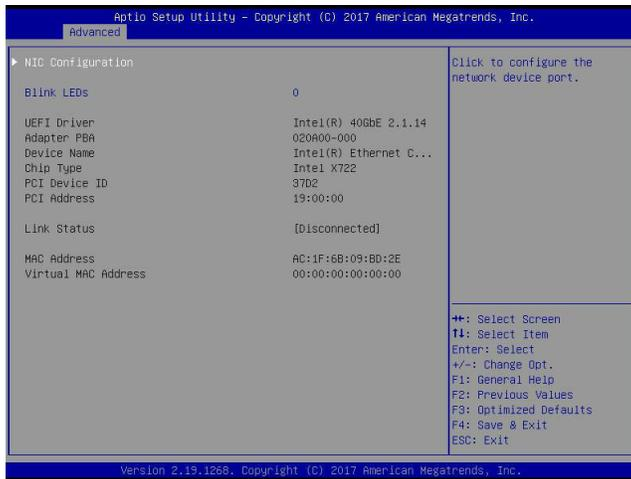 Aptio Setup Utility – Copyright (C) 2017 American Megatrends, Inc.
Advanced
NIC Configuration
Blink LEDs 0
UEFI Driver Intel(R) 40GbE 2.1.14
Adapter PBA 020A00-000
Device Name Intel(R) Ethernet C...
Chip Type Intel X722
PCI Device ID 37D2
PCI Address 19:00:00
Link Status [Disconnected]
MAC Address AC:1F:6B:09:BD:2E
Virtual MAC Address 00:00:00:00:00:00
Click to configure the
network device port.
→←: Select Screen
↑↓: Select Item
Enter: Select
+/-: Change Opt.
F1: General Help
F2: Previous Values
F3: Optimized Defaults
F4: Save & Exit
ESC: Exit
Version 2.19.1268. Copyright (C) 2017 American Megatrends, Inc.